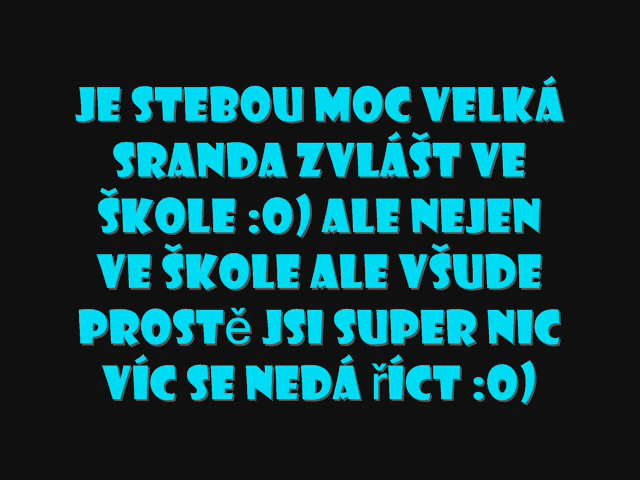 JE STEBOU MOC VELKÁ
SRANDA ZVLÁŠT VE
ŠKOLE :O) ALE NEJEN
VE ŠKOLE ALE VŠUDE
PROSTě JSI SUPER NIC
VÍC SE NEDÁ řÍCT :O)